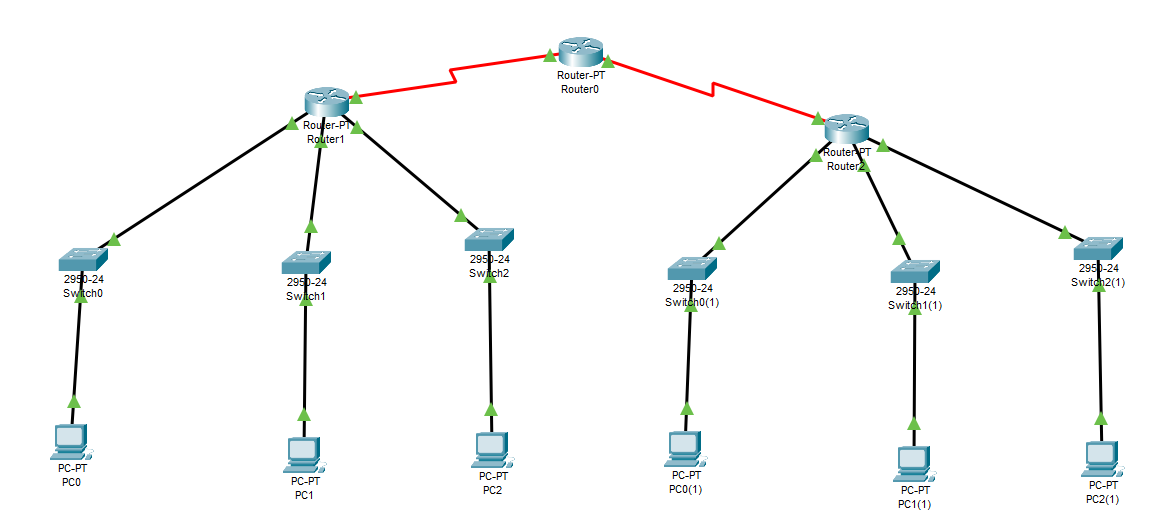 Router-PT
Router0
Router-PT
Router1
Router-PT
Router2
2950-24
Switch0
2950-24
Switch1
2950-24
Switch2
2950-24
Switch0(1)
2950-24
Switch1(1)
2950-24
Switch2(1)
PC-PT
PC0
PC-PT
PC1
PC-PT
PC2
PC-PT
PC0(1)
PC-PT
PC1(1)
PC-PT
PC2(1)